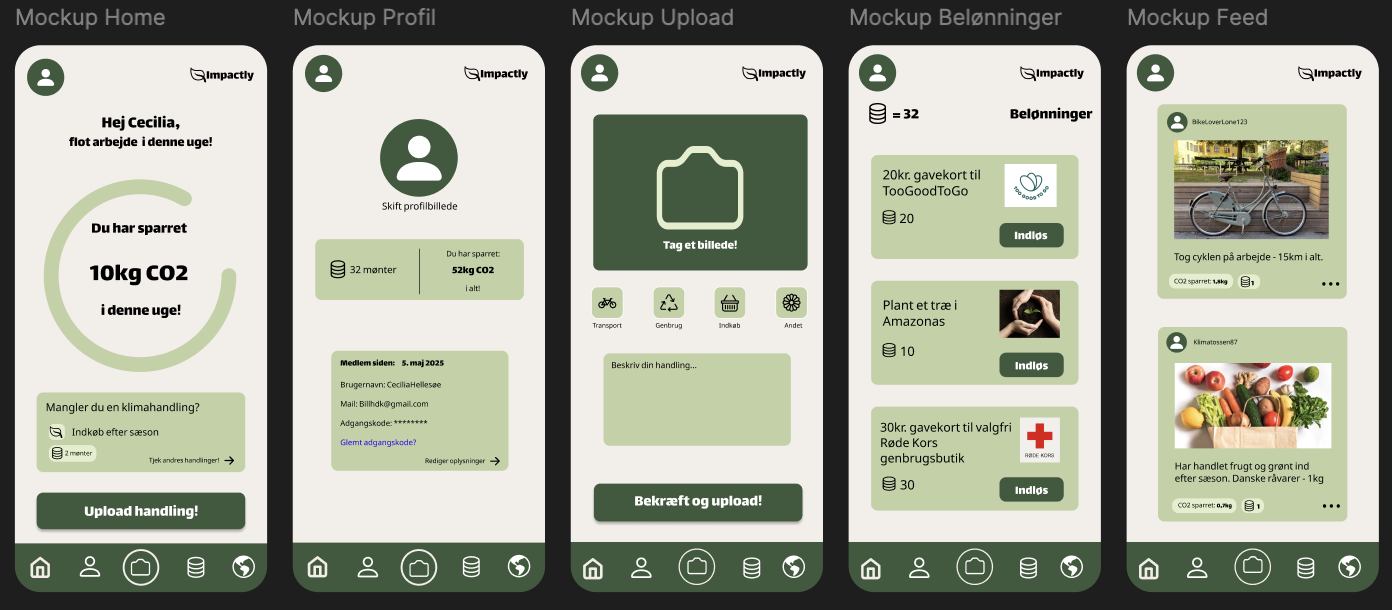 Mockup Home
Impactly
Hej Cecilia,
flot arbejde i denne uge!
Du har sparret
10kg CO2
i denne uge!
Mangler du en klimahandling?
Indkøb efter sæson
2 mønter
Tjek andres handlinger!
Upload handling!
Mockup Profil
Impactly
Skift profilbillede
32 mønter
Du har sparret:
52kg CO2
i alt!
Medlem siden: 5. maj 2025
Brugernavn: CeciliaHellesøe
Mail: Billhdk@gmail.com
Adgangskode: ********
Glemt adgangskode?
Rediger oplysninger
Mockup Upload
Impactly
Tag et billede!
Transport
Genbrug
Indkøb
Andet
Beskriv din handling...
Bekræft og upload!
Mockup Belønninger
Impactly
= 32
Belønninger
20kr. gavekort til
TooGoodToGo
20
TOO GOOD TO GO
Indløs
Plant et træ i
Amazonas
10
Indløs
30kr. gavekort til valgfri
Røde Kors
genbrugsbutik
30
RØDE KORS
Indløs
Mockup Feed
Impactly
BikeLoverLone123
Tog cyklen på arbejde - 15km i alt.
CO2 sparret: 1,8kg
1
Klimatossen87
Har handlet frugt og grønt ind
efter sæson. Danske råvarer - 1kg
CO2 sparret: 0,7kg
1